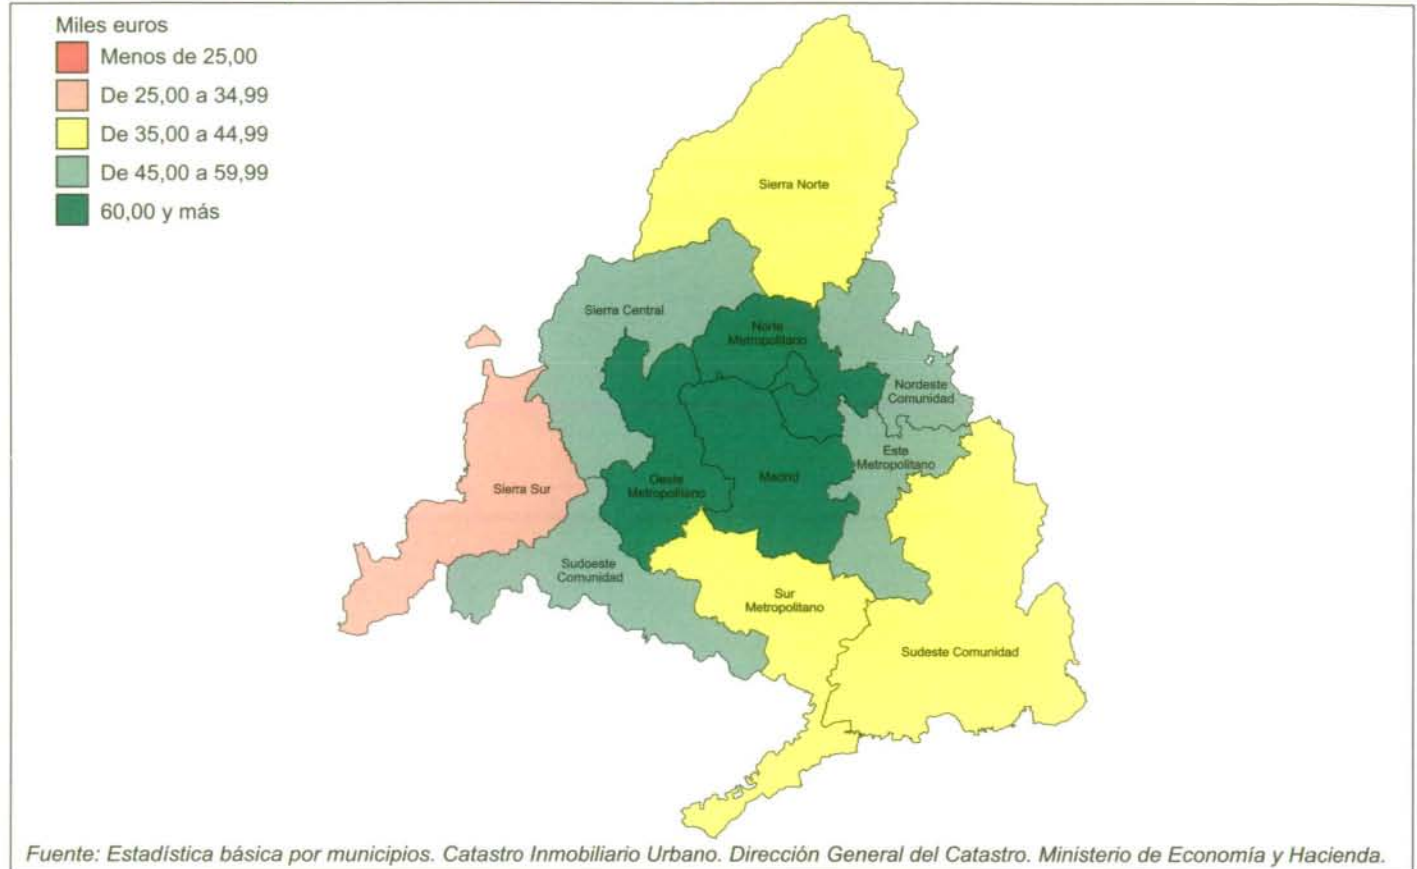 Miles euros
Menos de 25,00
De 25,00 a 34,99
De 35,00 a 44,99
De 45,00 a 59,99
60,00 y más
Sierra Norte
Sierra Central
Norte
Metropolitano
Nordeste
Comunidad
Este
Metropolitano
Sierra Sur
Oeste
Metropolitano
Madrid
Sudoeste
Comunidad
Sur
Metropolitano
Sudeste Comunidad
Fuente: Estadística básica por municipios. Catastro Inmobiliario Urbano. Dirección General del Catastro. Ministerio de Economía y Hacienda.